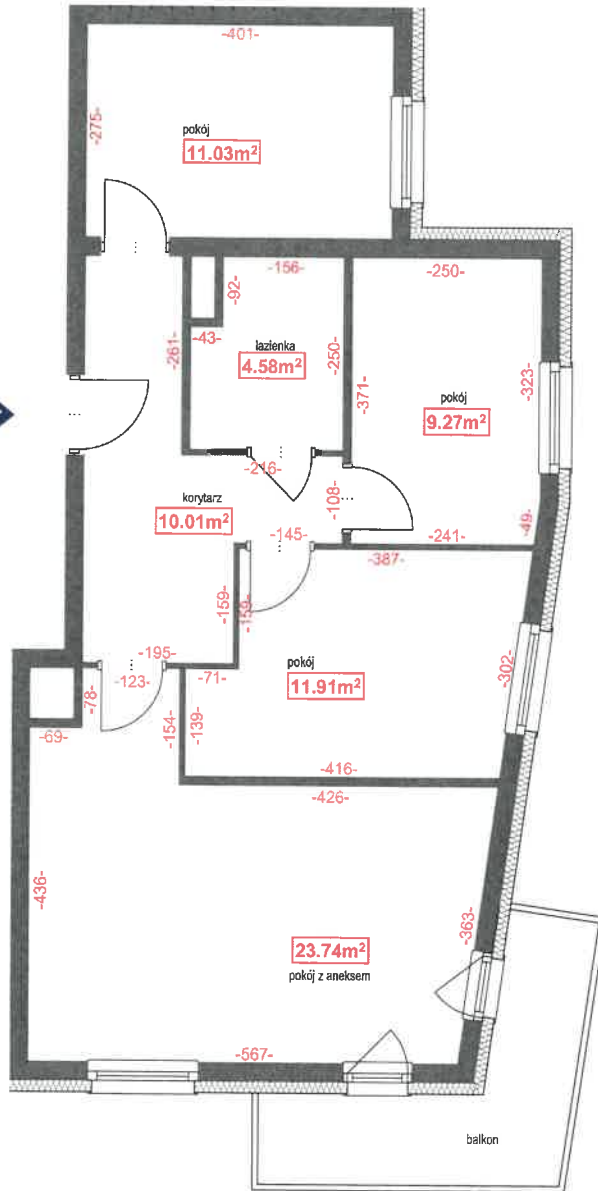 -401-
-275-
pokój
11.03m²
-156-
-250-
-92-
-43-
-261-
łazienka
4.58m²
-250-
-371-
-323-
pokój
9.27m²
-216-
-108-
korytarz
10.01m²
-145-
-241-
-49-
-387-
-159-
-159-
-195-
-123-
-71-
pokój
11.91m²
-302-
-78-
-69-
-154-
-139-
-416-
-426-
-436-
-363-
23.74m²
pokój z aneksem
-567-
balkon